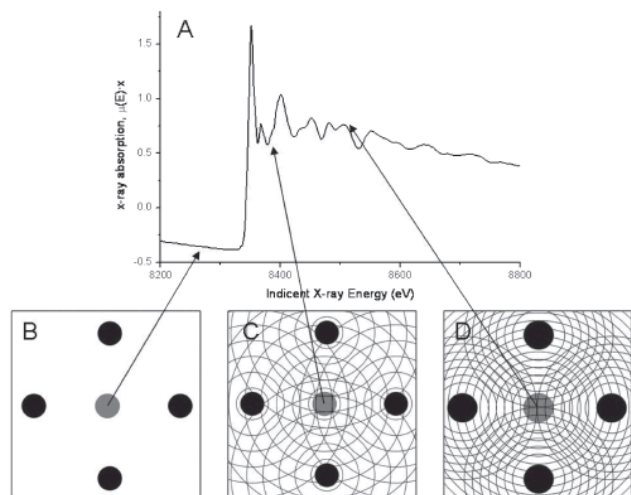 A
1.5
1.0
0.5
0.0
-0.5
x-ray absorption, μ(E)·x
8200 8400 8600 8800
Indicent X-ray Energy (eV)
B
C
D